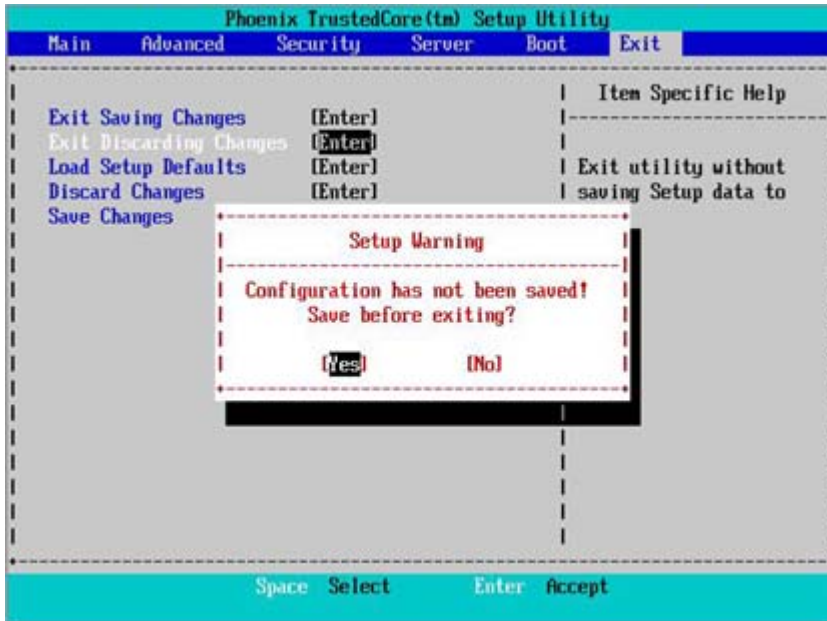 Phoenix TrustedCore(tm) Setup Utility
Main Advanced Security Server Boot Exit
Item Specific Help
Exit Saving Changes [Enter]
Exit Discarding Changes [Enter]
Load Setup Defaults [Enter]
Discard Changes [Enter]
Save Changes
Exit utility without
saving Setup data to
Setup Warning
Configuration has not been saved!
Save before exiting?
[Yes] [No]
Space Select Enter Accept